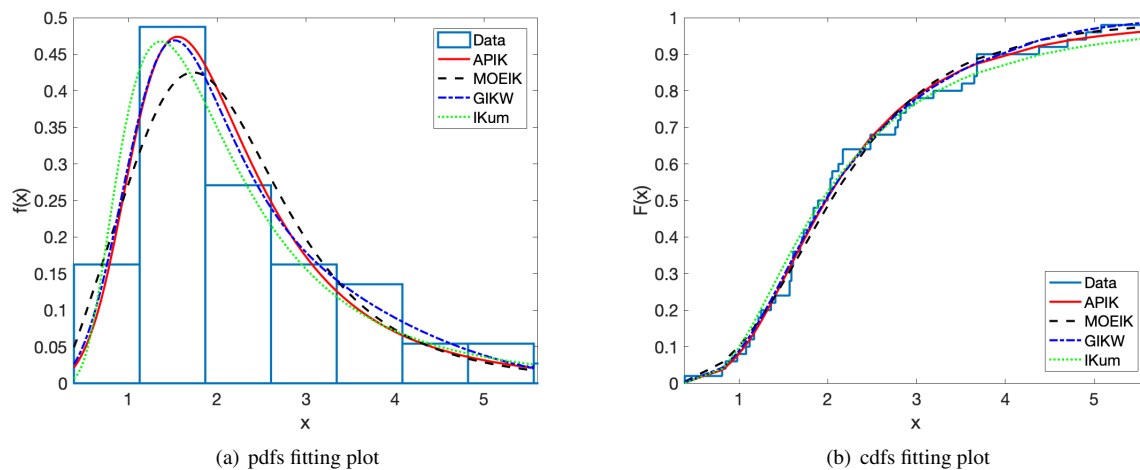 0.5
0.45
0.4
0.35
0.3
0.25
0.2
0.15
0.1
0.05
0
f(x)
Data
APIK
MOEIK
GIKW
IKum
1 2 3 4 5
x
(a) pdfs fitting plot
1
0.9
0.8
0.7
0.6
0.5
0.4
0.3
0.2
0.1
0
F(x)
Data
APIK
MOEIK
GIKW
IKum
1 2 3 4 5
x
(b) cdfs fitting plot